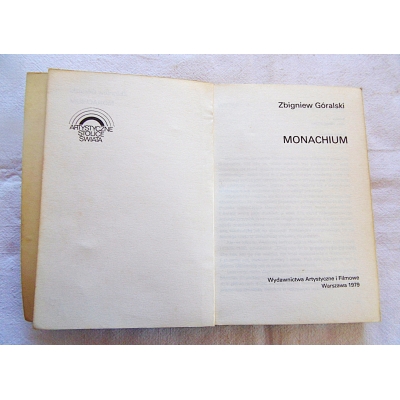 ARTYSTYCZNE
STOLICE
ŚWIATA
Zbigniew Góralski
MONACHIUM
Wydawnictwa Artystyczne i Filmowe
Warszawa 1979